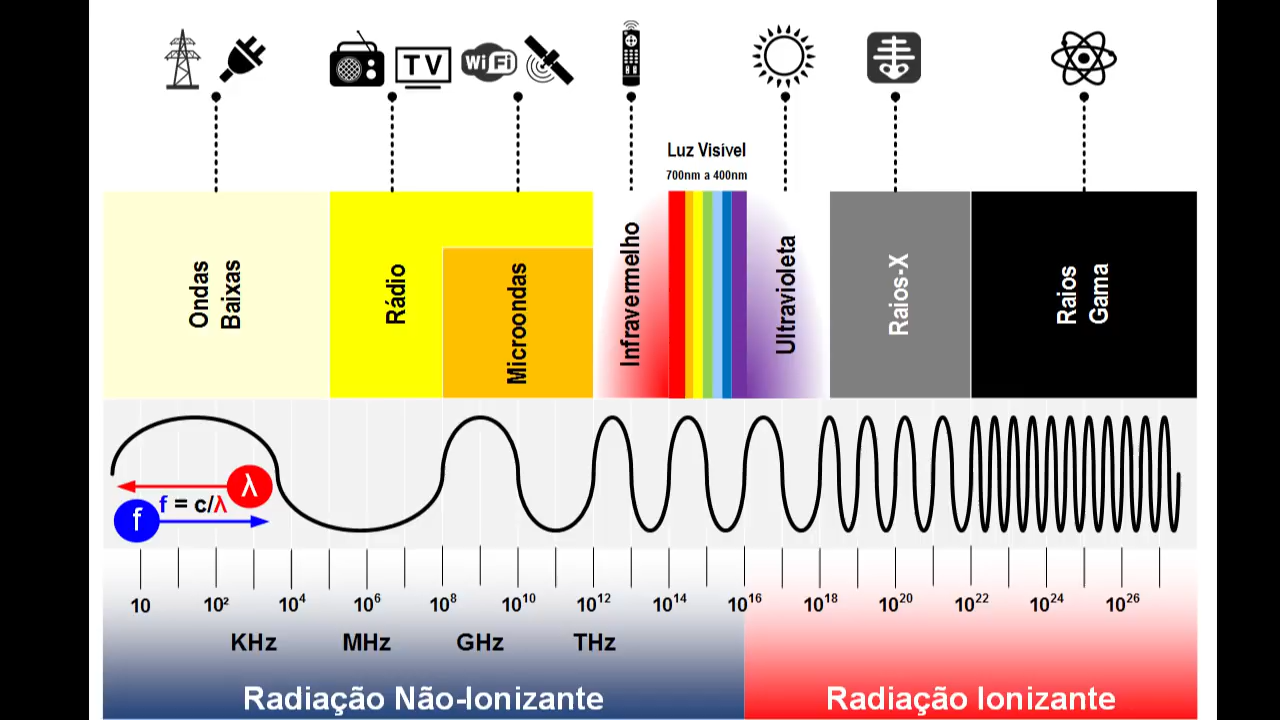 TV
WiFi
Luz Visível
700nm a 400nm
Ondas
Baixas
Rádio
Microondas
Infravermelho
Ultravioleta
Raios-X
Raios
Gama
λ
f = c/λ
f
10 10² 10⁴ 10⁶ 10⁸ 10¹⁰ 10¹² 10¹⁴ 10¹⁶ 10¹⁸ 10²⁰ 10²² 10²⁴ 10²⁶
KHz MHz GHz THz
Radiação Não-Ionizante Radiação Ionizante